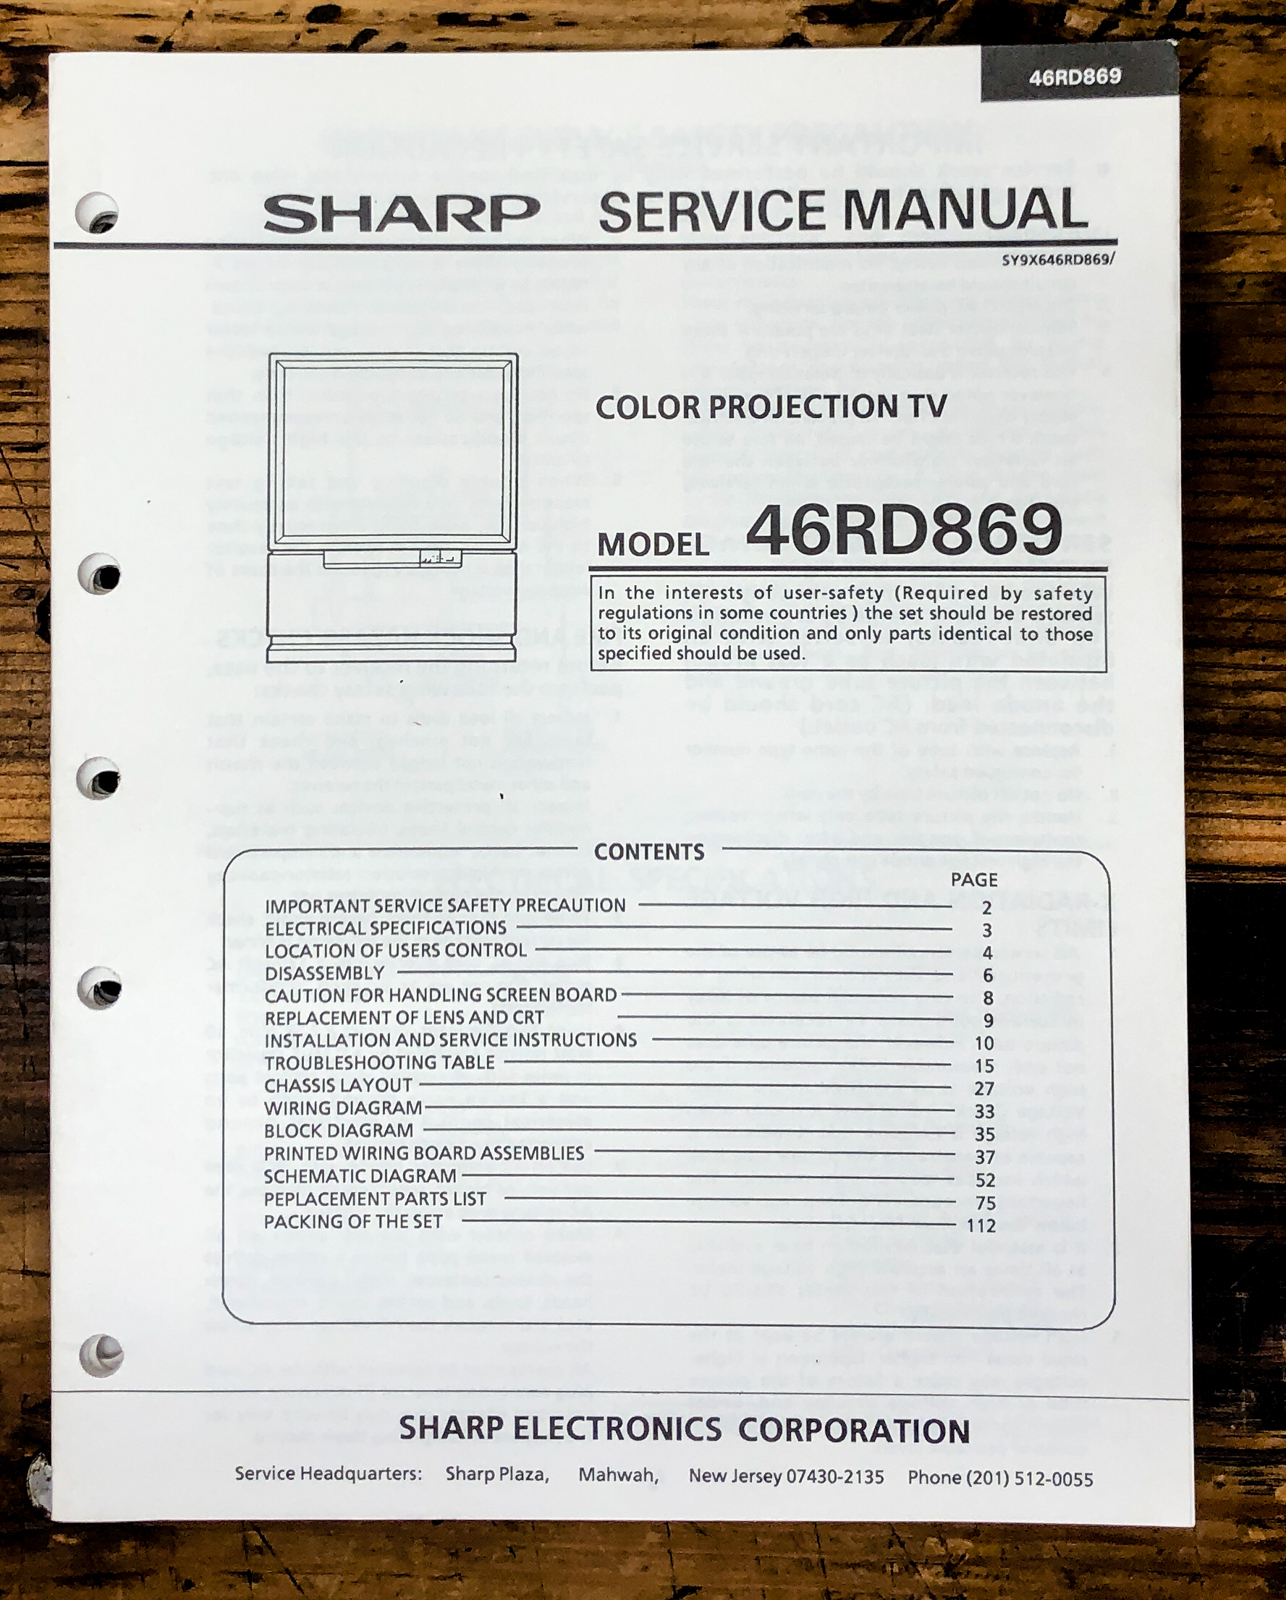 46RD869
SHARP SERVICE MANUAL
SY9X646RD869/
COLOR PROJECTION TV
MODEL 46RD869
In the interests of user-safety (Required by safety
regulations in some countries ) the set should be restored
to its original condition and only parts identical to those
specified should be used.
CONTENTS
PAGE
IMPORTANT SERVICE SAFETY PRECAUTION 2
ELECTRICAL SPECIFICATIONS 3
LOCATION OF USERS CONTROL 4
DISASSEMBLY 6
CAUTION FOR HANDLING SCREEN BOARD 8
REPLACEMENT OF LENS AND CRT 9
INSTALLATION AND SERVICE INSTRUCTIONS 10
TROUBLESHOOTING TABLE 15
CHASSIS LAYOUT 27
WIRING DIAGRAM 33
BLOCK DIAGRAM 35
PRINTED WIRING BOARD ASSEMBLIES 37
SCHEMATIC DIAGRAM 52
PEPLACEMENT PARTS LIST 75
PACKING OF THE SET 112
SHARP ELECTRONICS CORPORATION
Service Headquarters: Sharp Plaza, Mahwah, New Jersey 07430-2135 Phone (201) 512-0055